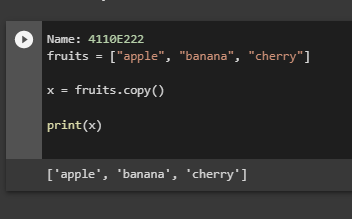 Name: 4110E222
fruits = ["apple", "banana", "cherry"]
x = fruits.copy()
print(x)
['apple', 'banana', 'cherry']